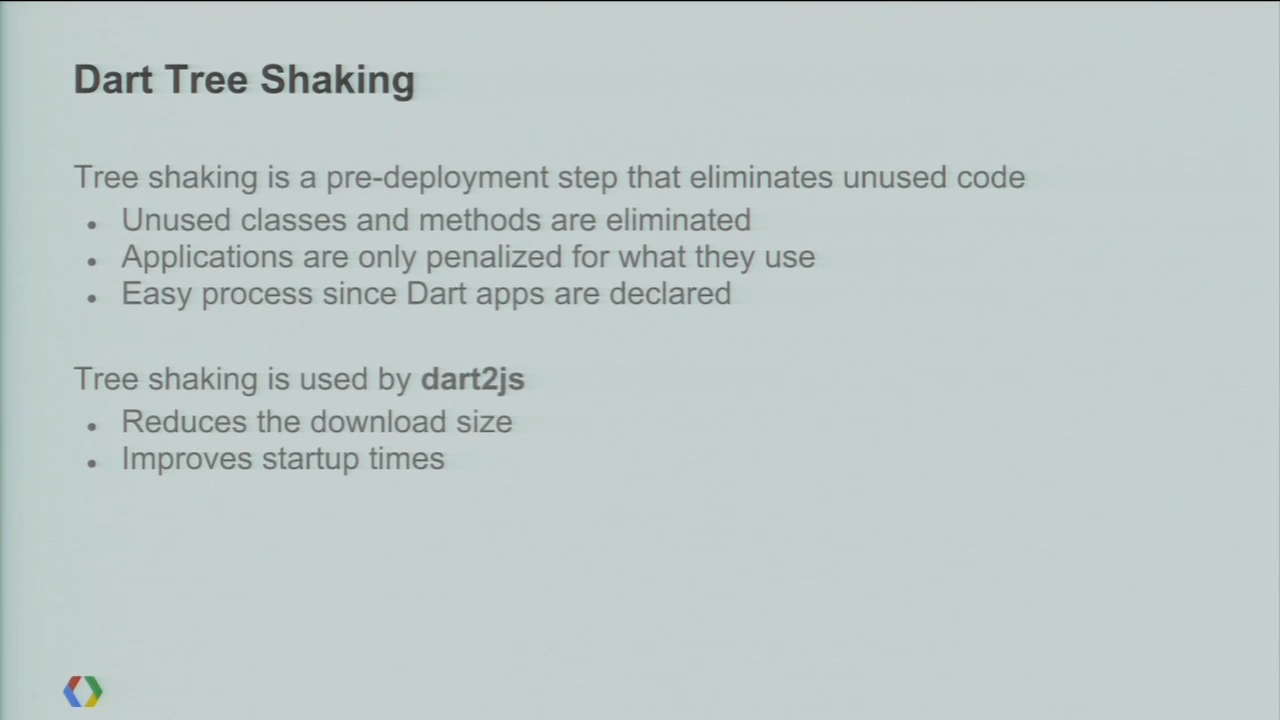 Dart Tree Shaking
Tree shaking is a pre-deployment step that eliminates unused code
• Unused classes and methods are eliminated
• Applications are only penalized for what they use
• Easy process since Dart apps are declared
Tree shaking is used by dart2js
• Reduces the download size
• Improves startup times